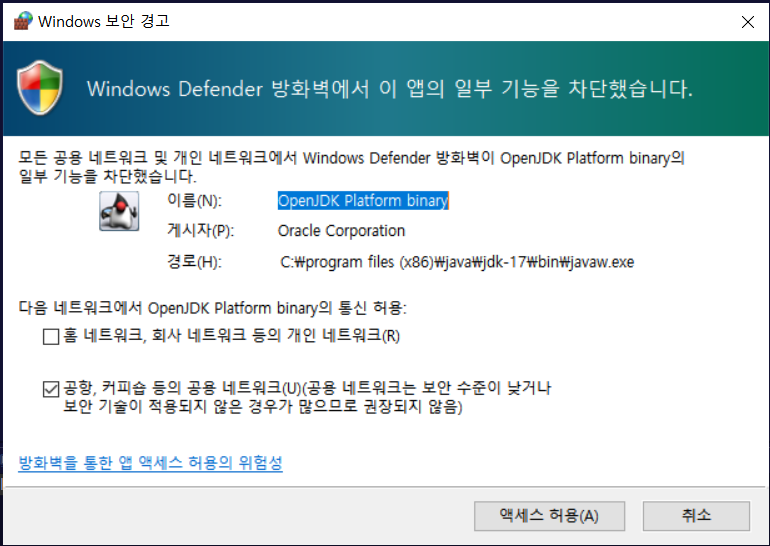 Windows 보안 경고
Windows Defender 방화벽에서 이 앱의 일부 기능을 차단했습니다.
모든 공용 네트워크 및 개인 네트워크에서 Windows Defender 방화벽이 OpenJDK Platform binary의
일부 기능을 차단했습니다.
이름(N): OpenJDK Platform binary
게시자(P): Oracle Corporation
경로(H): C:₩program files (x86)₩java₩jdk-17₩bin₩javaw.exe
다음 네트워크에서 OpenJDK Platform binary의 통신 허용:
홈 네트워크, 회사 네트워크 등의 개인 네트워크(R)
공항, 커피숍 등의 공용 네트워크(U)(공용 네트워크는 보안 수준이 낮거나
보안 기술이 적용되지 않은 경우가 많으므로 권장되지 않음)
방화벽을 통한 앱 액세스 허용의 위험성
액세스 허용(A) 취소